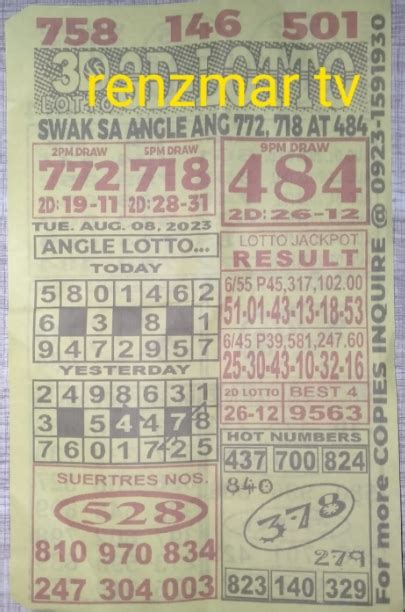 758 146 501
3D 2D LOTTO
LOTTO
renzmar tv
SWAK SA ANGLE ANG 772, 718 AT 484
2PM DRAW
772
2D: 19-11
5PM DRAW
718
2D: 28-31
9PM DRAW
484
2D: 26-12
TUE. AUG. 08, 2023
ANGLE LOTTO...
TODAY
5 8 0 1 4 6 2
6 3 8 1
9 4 7 2 9 5 7
YESTERDAY
2 4 9 8 6 3 1
3 5 4 4 7 8
7 6 0 1 7 2 5
LOTTO JACKPOT
RESULT
6/55 P45,317,102.00
51-01-43-13-18-53
6/45 P39,581,247.60
25-30-43-10-32-16
2D LOTTO BEST 4
26-12 9563
HOT NUMBERS
437 700 824
840
378
279
823 140 329
SUERTRES NOS.
528
810 970 834
247 304 003
For more COPIES INQUIRE @ 0923-1591930